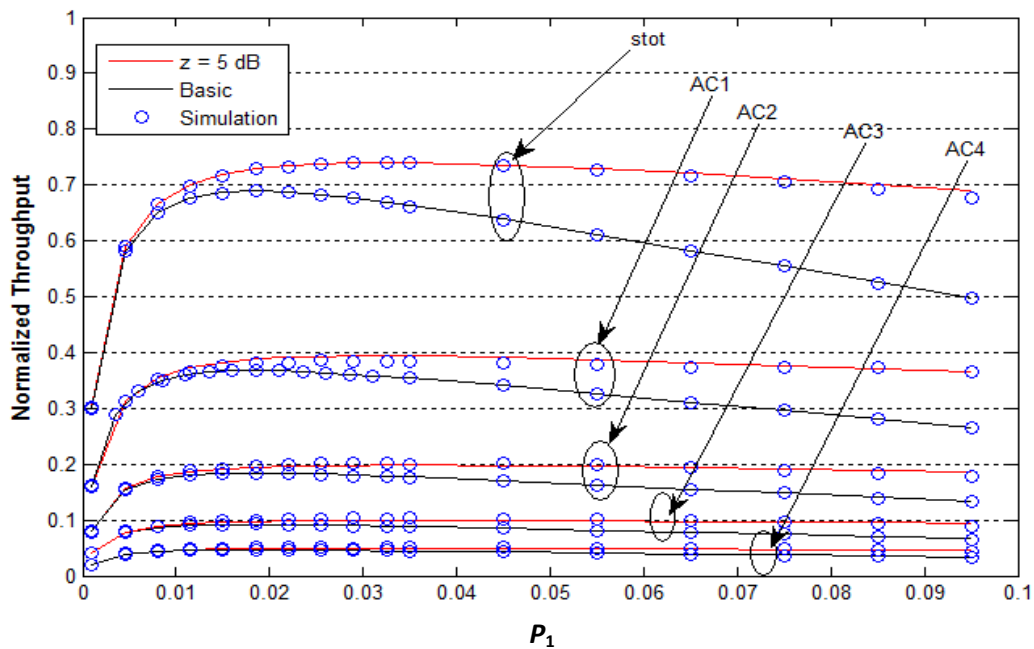 1
0.9
0.8
0.7
0.6
0.5
0.4
0.3
0.2
0.1
0
Normalized Throughput
z = 5 dB
Basic
Simulation
stot
AC1
AC2
AC3
AC4
0 0.01 0.02 0.03 0.04 0.05 0.06 0.07 0.08 0.09 0.1
P1